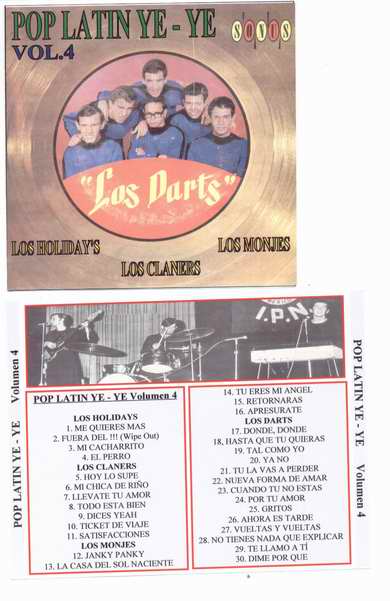 POP LATIN YE - YE
VOL.4
SONUS
"Los Darts"
LOS HOLIDAY'S
LOS MONJES
LOS CLANERS
I.P.N
POP LATIN YE - YE Volumen 4
POP LATIN YE - YE Volumen 4
LOS HOLIDAYS
1. ME QUIERES MAS
2. FUERA DEL !!! (Wipe Out)
3. MI CACHARRITO
4. EL PERRO
LOS CLANERS
5. HOY LO SUPE
6. MI CHICA DE RIÑO
7. LLEVATE TU AMOR
8. TODO ESTA BIEN
9. DICES YEAH
10. TICKET DE VIAJE
11. SATISFACCIONES
LOS MONJES
12. JANKY PANKY
13. LA CASA DEL SOL NACIENTE
14. TU ERES MI ANGEL
15. RETORNARAS
16. APRESURATE
LOS DARTS
17. DONDE, DONDE
18. HASTA QUE TU QUIERAS
19. TAL COMO YO
20. YA NO
21. TU LA VAS A PERDER
22. NUEVA FORMA DE AMAR
23. CUANDO TU NO ESTAS
24. POR TU AMOR
25. GRITOS
26. AHORA ES TARDE
27. VUELTAS Y VUELTAS
28. NO TIENES NADA QUE EXPLICAR
29. TE LLAMO A TÍ
30. DIME POR QUE
POP LATIN YE - YE Volumen 4